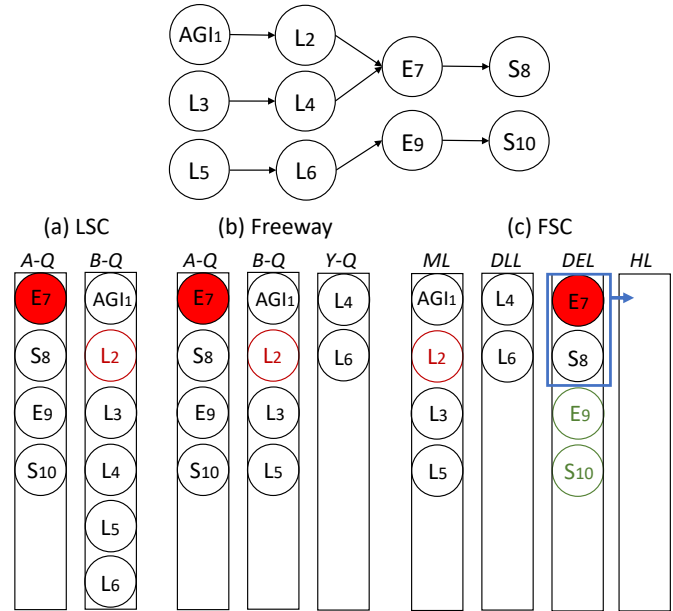 AGI1 L2 E7 S8
L3 L4
L5 L6 E9 S10
(a) LSC (b) Freeway (c) FSC
A-Q B-Q A-Q B-Q Y-Q ML DLL DEL HL
E7 AGI1 E7 AGI1 L4 AGI1 L4 E7
S8 L2 S8 L2 L6 L2 L6 S8
E9 L3 E9 L3 L3 E9
S10 L4 S10 L5 L5 S10
L5
L6